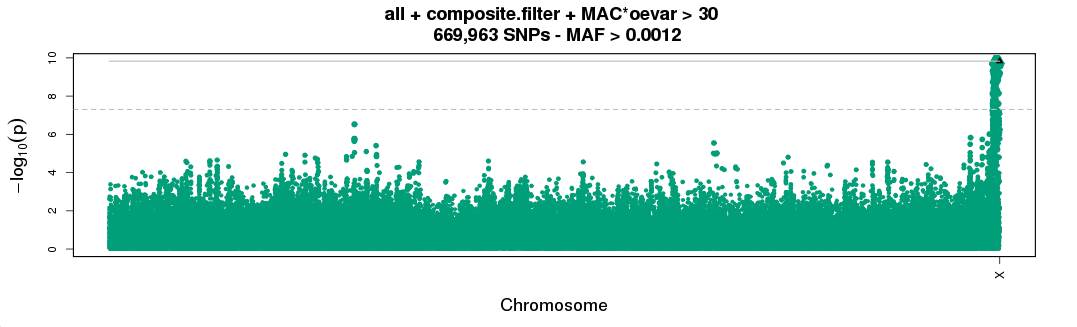 all + composite.filter + MAC*oevar > 30
669,963 SNPs - MAF > 0.0012
10
8
6
4
2
0
−log10(p)
X
Chromosome